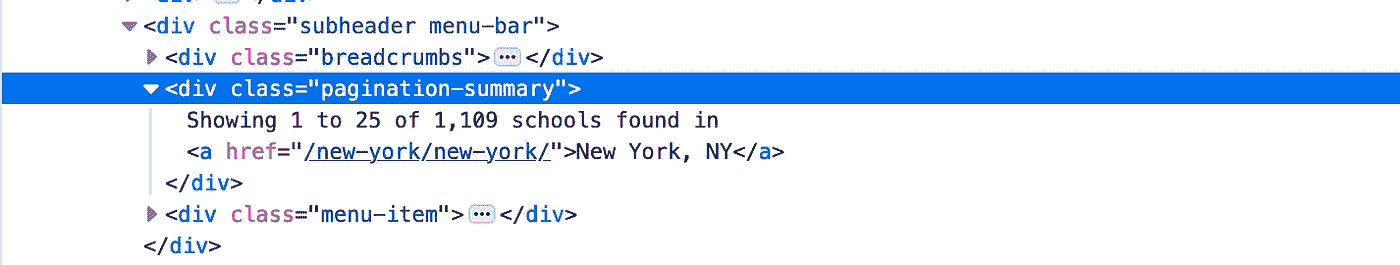 <div class="subheader menu-bar">
<div class="breadcrumbs">…</div>
<div class="pagination-summary">
Showing 1 to 25 of 1,109 schools found in
<a href="/new-york/new-york/">New York, NY</a>
</div>
<div class="menu-item">…</div>
</div>